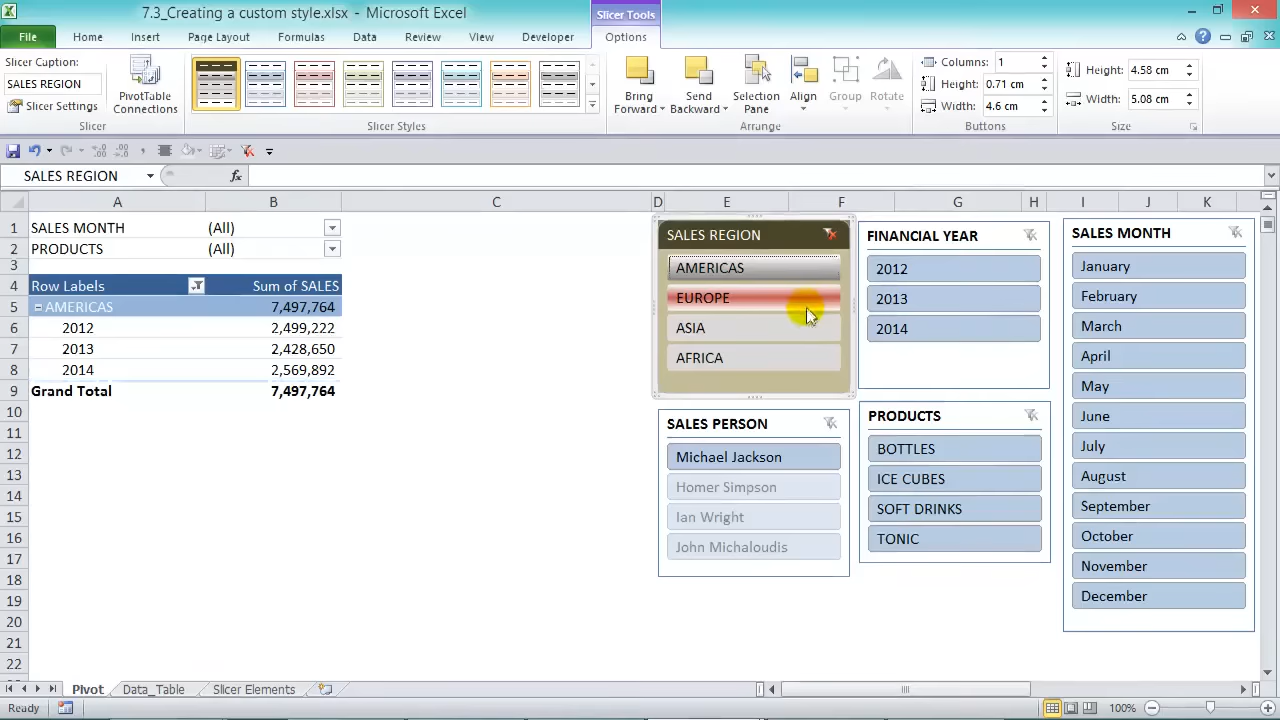 7.3_Creating a custom style.xlsx - Microsoft Excel
Slicer Tools
File Home Insert Page Layout Formulas Data Review View Developer Options
Slicer Caption:
SALES REGION
Slicer Settings
PivotTable
Connections
Slicer
Slicer Styles
Bring
Forward
Send
Backward
Selection
Pane
Align
Group
Rotate
Arrange
Columns: 1
Height: 0.71 cm
Width: 4.6 cm
Buttons
Height: 4.58 cm
Width: 5.08 cm
Size
SALES REGION fx
A B C D E F G H I J K
1 SALES MONTH (All)
2 PRODUCTS (All)
3
4 Row Labels Sum of SALES
5 AMERICAS 7,497,764
6 2012 2,499,222
7 2013 2,428,650
8 2014 2,569,892
9 Grand Total 7,497,764
10
11
12
13
14
15
16
17
18
19
20
21
22
SALES REGION
AMERICAS
EUROPE
ASIA
AFRICA
FINANCIAL YEAR
2012
2013
2014
SALES MONTH
January
February
March
April
May
June
July
August
September
October
November
December
SALES PERSON
Michael Jackson
Homer Simpson
Ian Wright
John Michaloudis
PRODUCTS
BOTTLES
ICE CUBES
SOFT DRINKS
TONIC
Pivot Data_Table Slicer Elements
Ready 100%